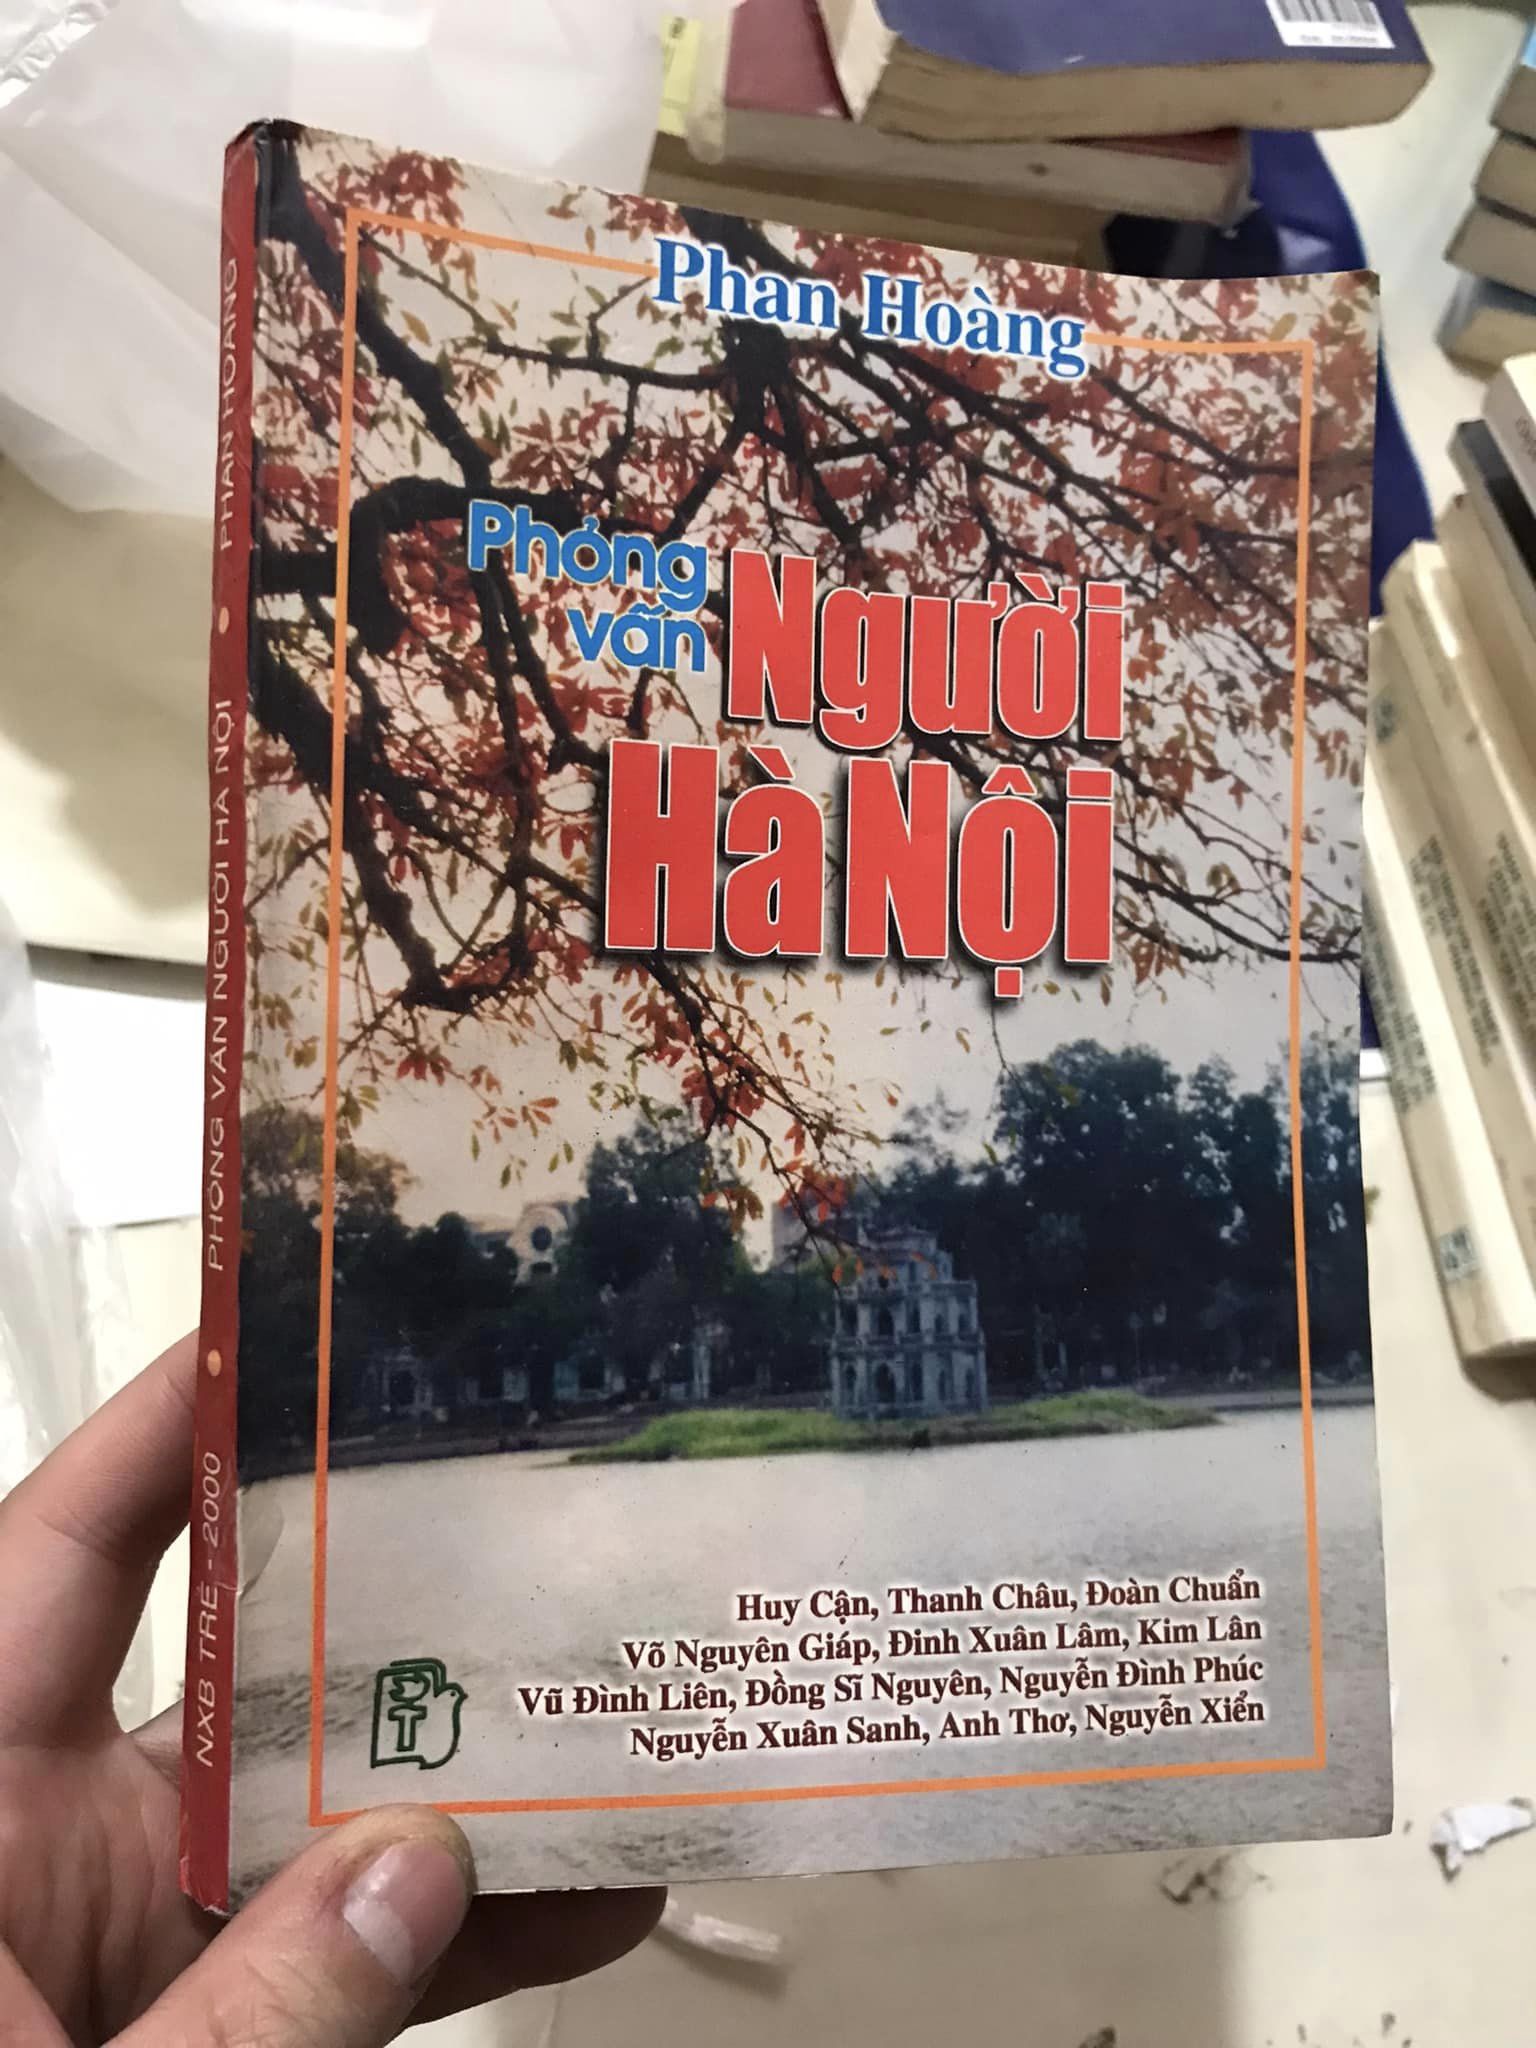 Phan Hoàng
Phỏng
vấn
Người
Hà Nội
Huy Cận, Thanh Châu, Đoàn Chuẩn
Võ Nguyên Giáp, Đinh Xuân Lâm, Kim Lân
Vũ Đình Liên, Đồng Sĩ Nguyên, Nguyễn Đình Phúc
Nguyễn Xuân Sanh, Anh Thơ, Nguyễn Xiển
NXB TRẺ - 2000 • PHỎNG VẤN NGƯỜI HÀ NỘI • PHAN HOÀNG